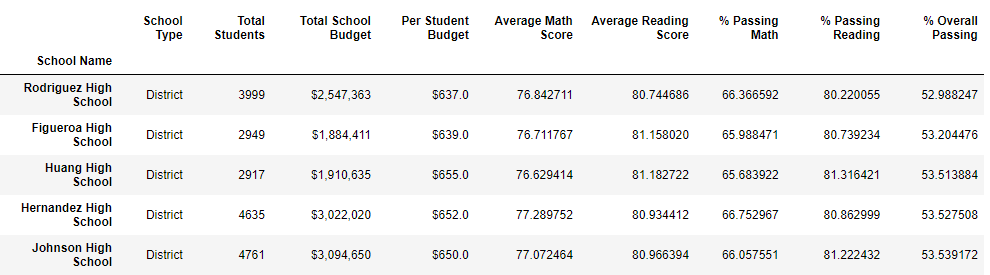 School Type Total Students Total School Budget Per Student Budget Average Math Score Average Reading Score % Passing Math % Passing Reading % Overall Passing
School Name
Rodriguez High School District 3999 $2,547,363 $637.0 76.842711 80.744686 66.366592 80.220055 52.988247
Figueroa High School District 2949 $1,884,411 $639.0 76.711767 81.158020 65.988471 80.739234 53.204476
Huang High School District 2917 $1,910,635 $655.0 76.629414 81.182722 65.683922 81.316421 53.513884
Hernandez High School District 4635 $3,022,020 $652.0 77.289752 80.934412 66.752967 80.862999 53.527508
Johnson High School District 4761 $3,094,650 $650.0 77.072464 80.966394 66.057551 81.222432 53.539172